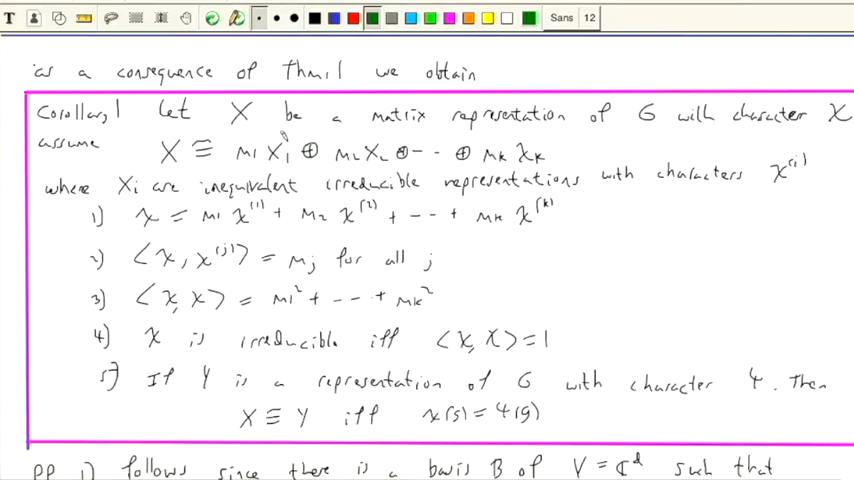 T Sans 12
as a consequence of Thm 1 we obtain
Corollary 1 Let X be a matrix representation of G with character χ
assume X ≡ m1 X1 ⊕ m2 X2 ⊕ -- - ⊕ mk Xk
where Xi are inequivalent irreducible representations with characters χ^(i)
1) χ = m1 χ^(1) + m2 χ^(2) + - - + mk χ^(k)
2) ⟨χ, χ^(j)⟩ = mj for all j
3) ⟨χ, χ⟩ = m1² + - - + mk²
4) X is irreducible iff ⟨χ, χ⟩ = 1
5) If Y is a representation of G with character ψ. Then
X ≡ Y iff χ(g) = ψ(g)
PP 1) follows since there is a basis B of V = ℂ^d such that